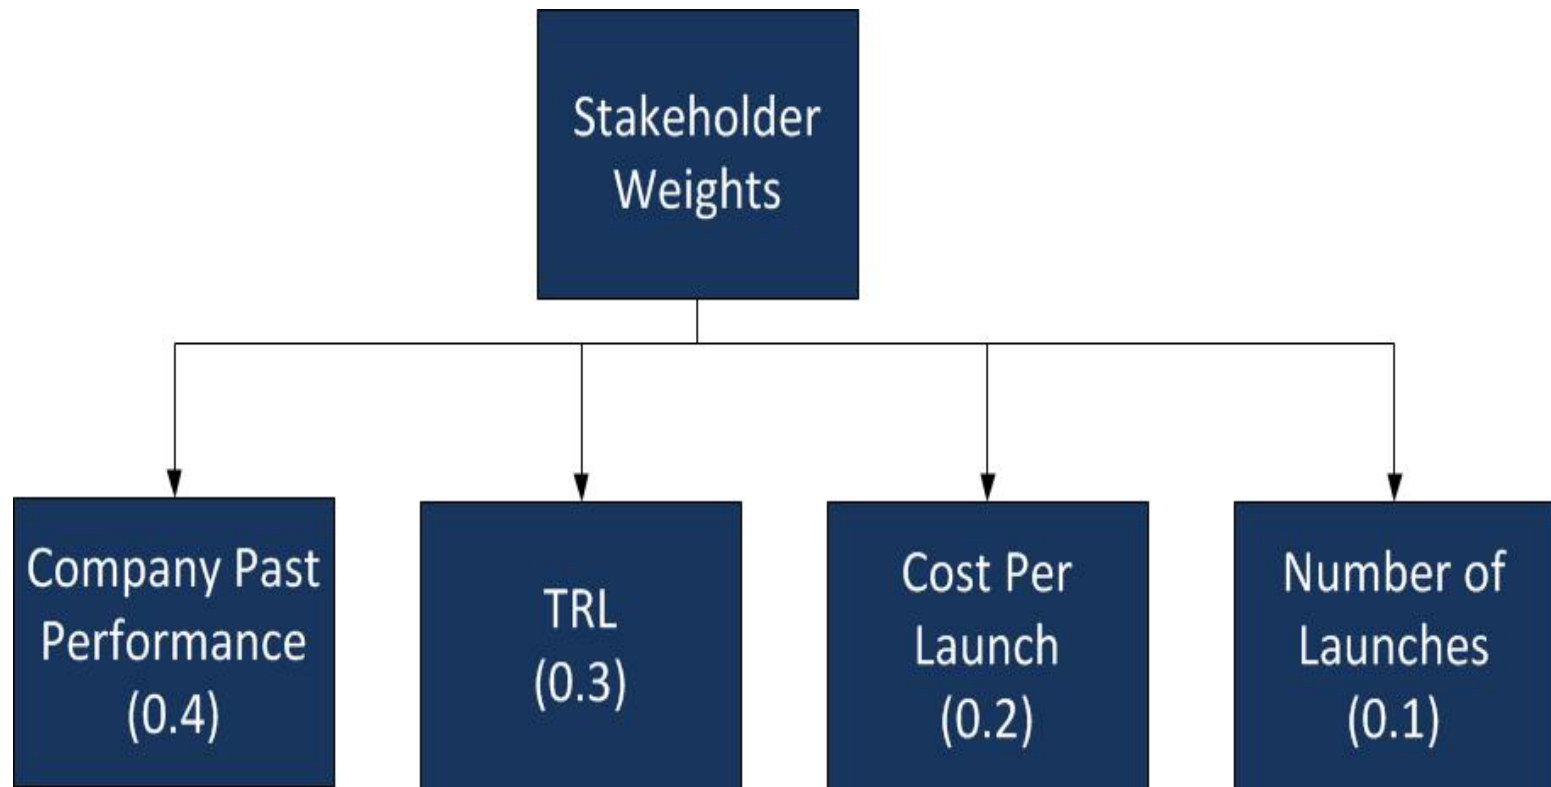 Stakeholder
Weights
Company Past
Performance
(0.4)
TRL
(0.3)
Cost Per
Launch
(0.2)
Number of
Launches
(0.1)